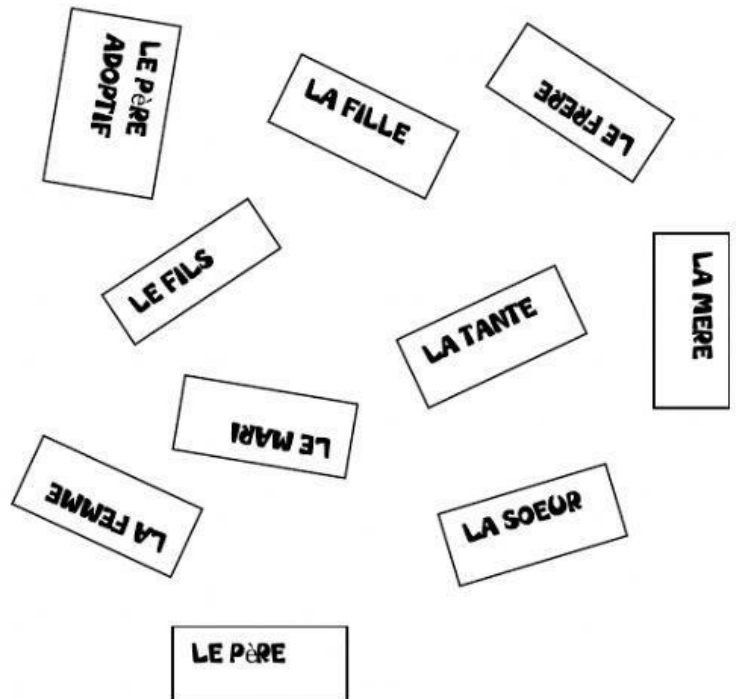 LE PèRE
ADOPTIF
LA FILLE
LE FRERE
LE FILS
LA TANTE
LA MERE
LE MARI
LA FEMME
LA SOEUR
LE PèRE